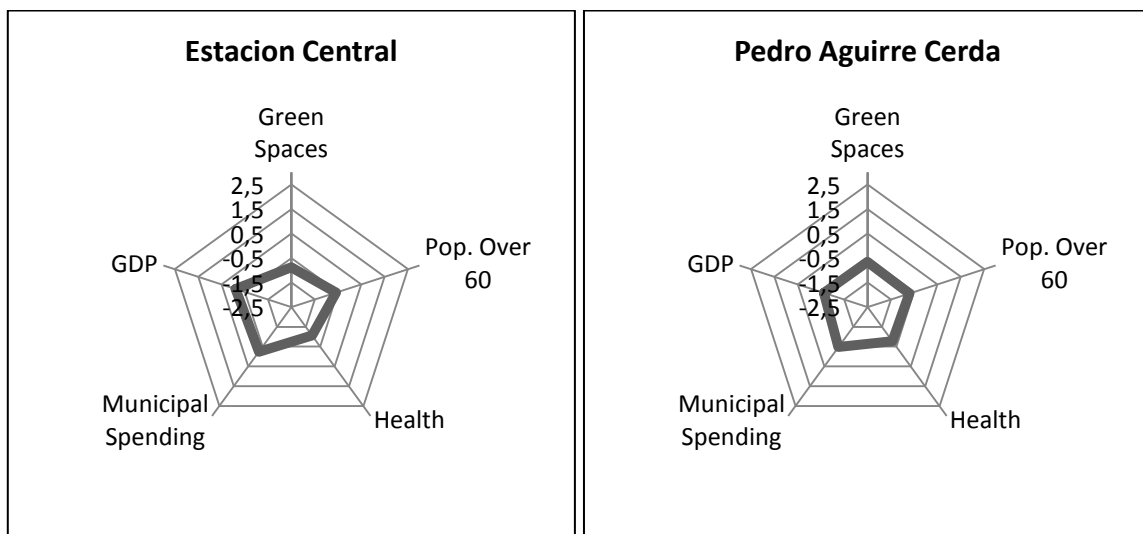 Estacion Central
Green
Spaces
2,5
1,5
0,5
-0,5
-1,5
-2,5
GDP
Pop. Over
60
Municipal
Spending
Health
Pedro Aguirre Cerda
Green
Spaces
2,5
1,5
0,5
-0,5
-1,5
-2,5
GDP
Pop. Over
60
Municipal
Spending
Health